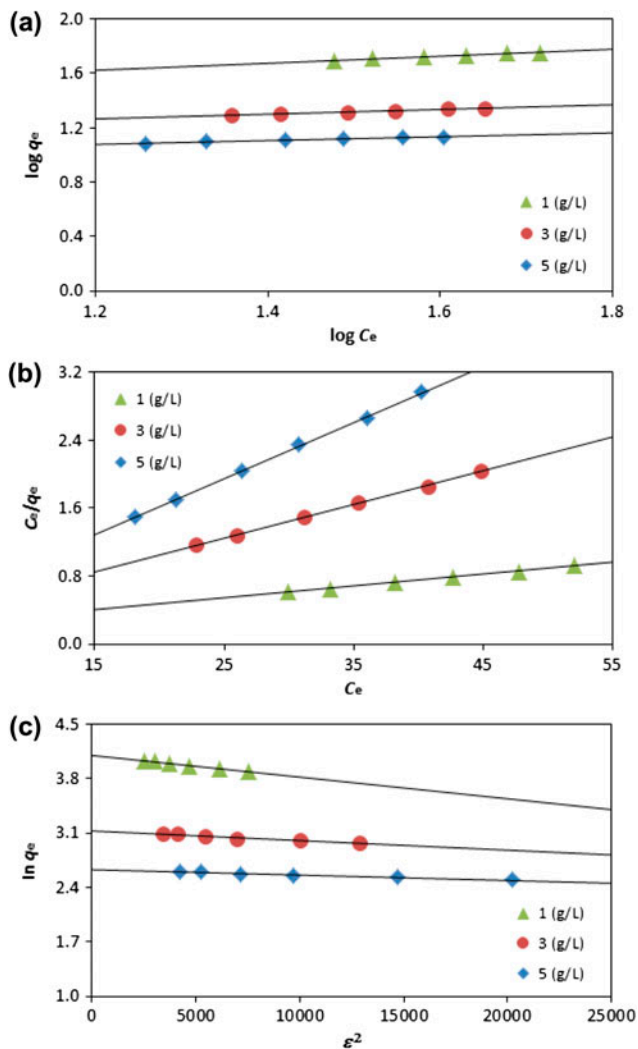 (a)
2.0
1.6
1.2
0.8
0.4
0.0
log qe
1 (g/L)
3 (g/L)
5 (g/L)
1.2 1.4 1.6 1.8
log Ce
(b)
3.2
2.4
1.6
0.8
0.0
Ce/qe
1 (g/L)
3 (g/L)
5 (g/L)
15 25 35 45 55
Ce
(c)
4.5
3.8
3.1
2.4
1.7
1.0
ln qe
1 (g/L)
3 (g/L)
5 (g/L)
0 5000 10000 15000 20000 25000
ε²